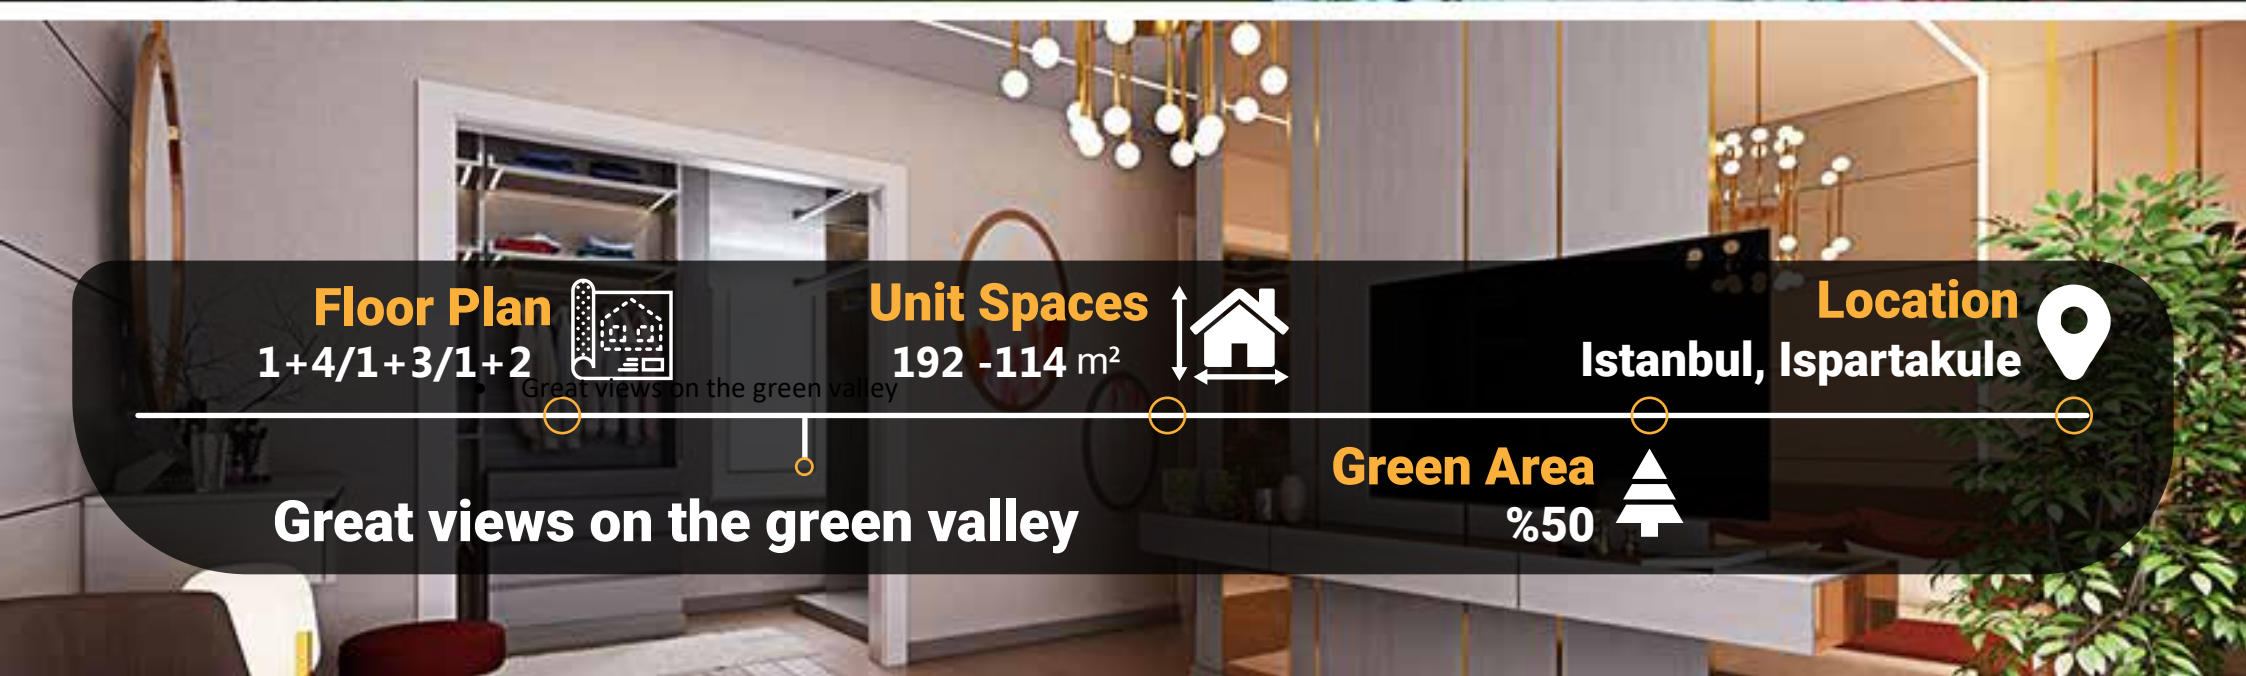 Floor Plan
1+4/1+3/1+2
Unit Spaces
192 -114 m²
Location
Istanbul, Ispartakule
• Great views on the green valley
Great views on the green valley
Green Area
%50